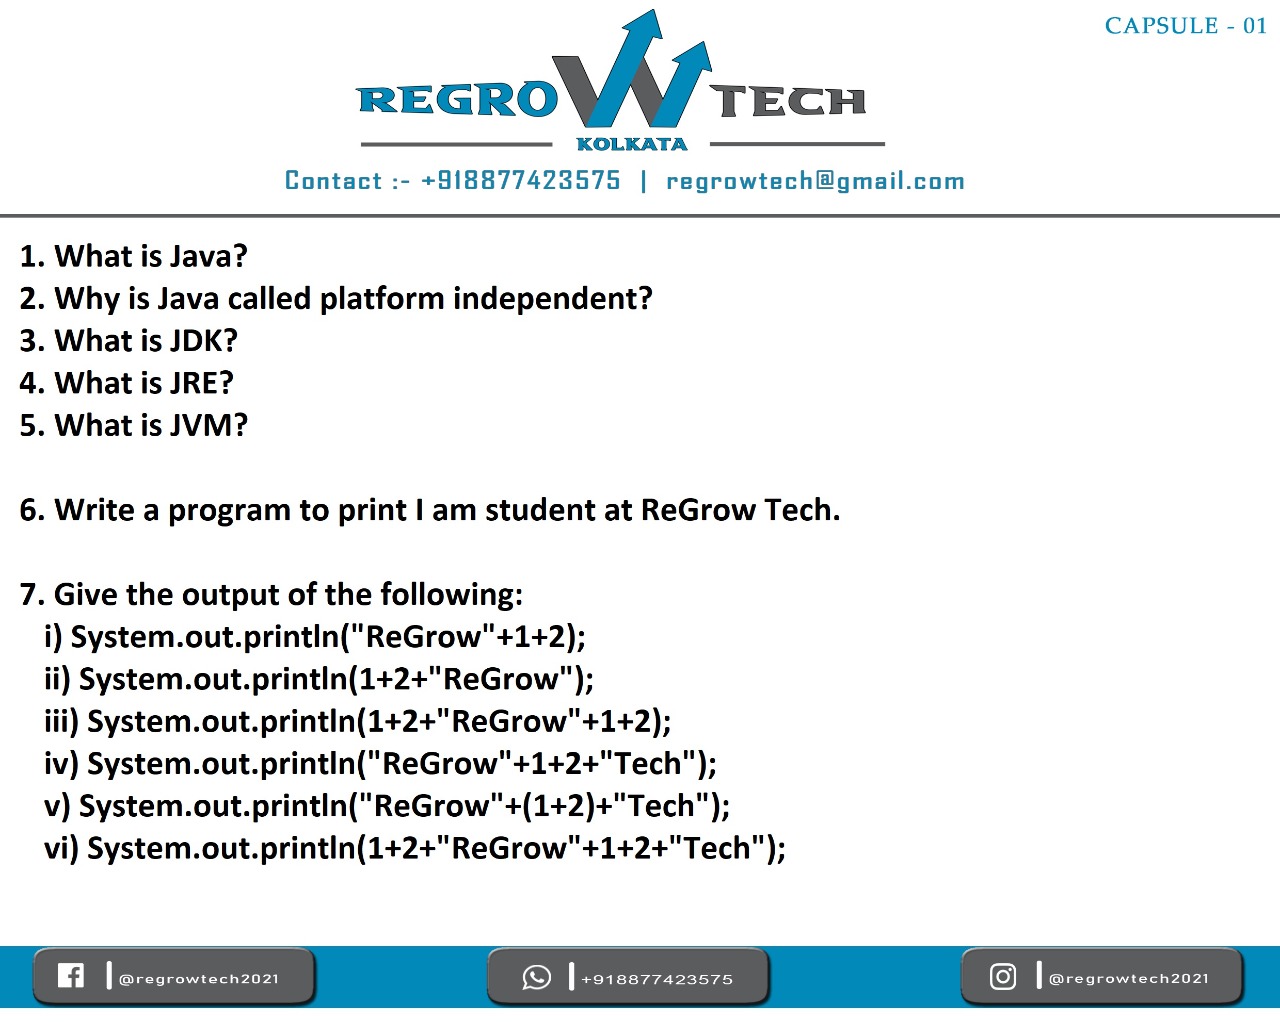 CAPSULE - 01
REGROW TECH
KOLKATA
Contact :- +918877423575 | regrowtech@gmail.com
1. What is Java?
2. Why is Java called platform independent?
3. What is JDK?
4. What is JRE?
5. What is JVM?
6. Write a program to print I am student at ReGrow Tech.
7. Give the output of the following:
i) System.out.println("ReGrow"+1+2);
ii) System.out.println(1+2+"ReGrow");
iii) System.out.println(1+2+"ReGrow"+1+2);
iv) System.out.println("ReGrow"+1+2+"Tech");
v) System.out.println("ReGrow"+(1+2)+"Tech");
vi) System.out.println(1+2+"ReGrow"+1+2+"Tech");
@regrowtech2021
+918877423575
@regrowtech2021